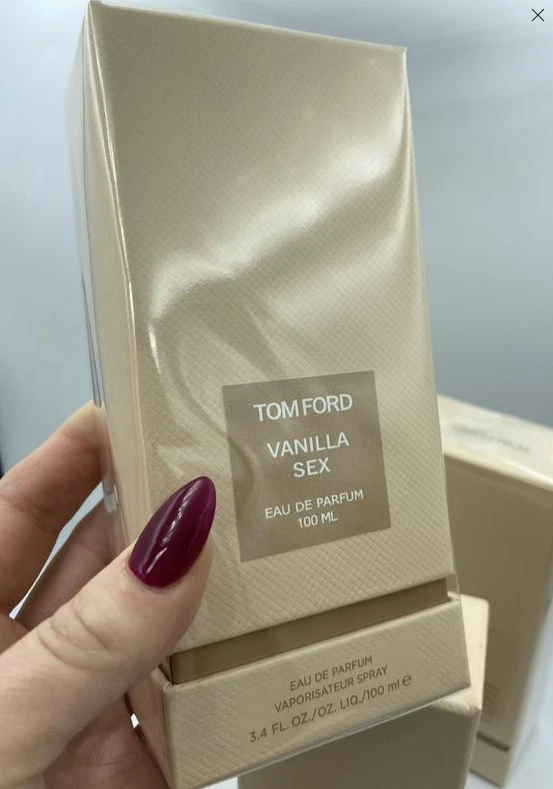 TOM FORD
VANILLA
SEX
EAU DE PARFUM
100 ML
EAU DE PARFUM
VAPORISATEUR SPRAY
3.4 FL. OZ./OZ. LIQ./100 ml ℮